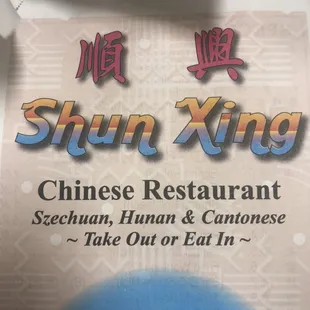 順 興
Shun Xing
Chinese Restaurant
Szechuan, Hunan & Cantonese
~ Take Out or Eat In ~